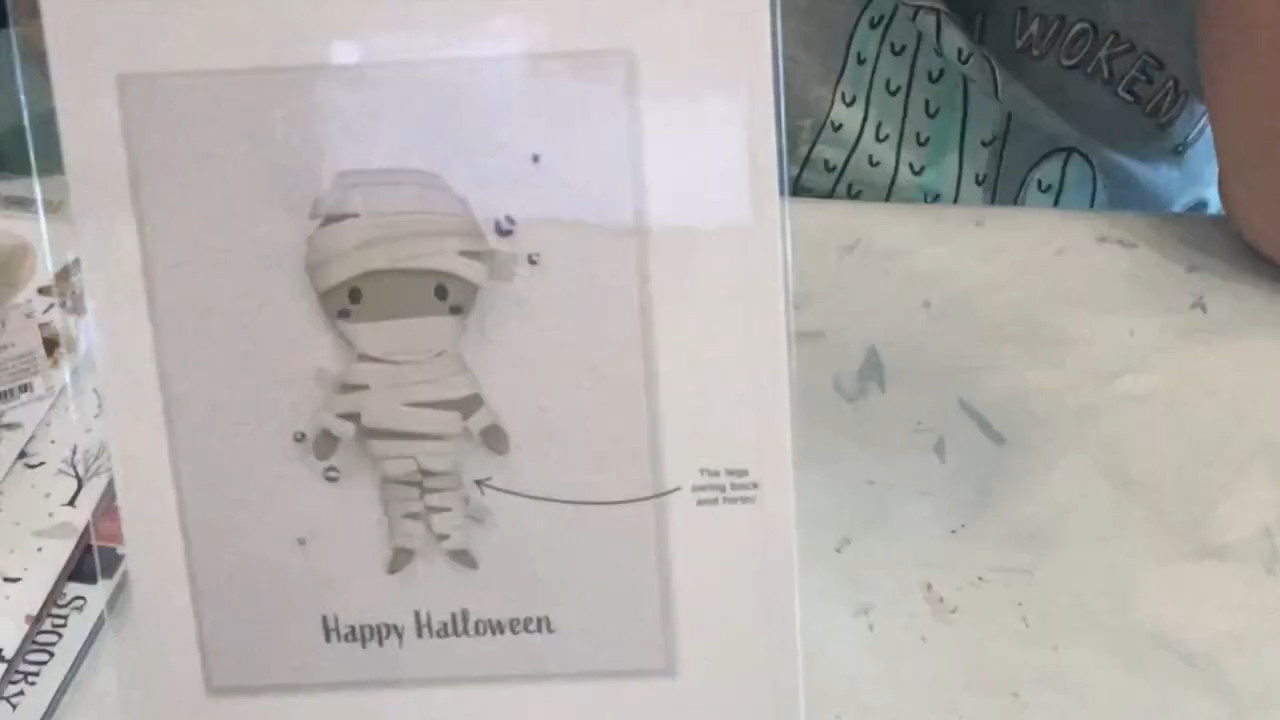 WOKEN
The legs
swing back
and forth!
Happy Halloween
SPOOKY